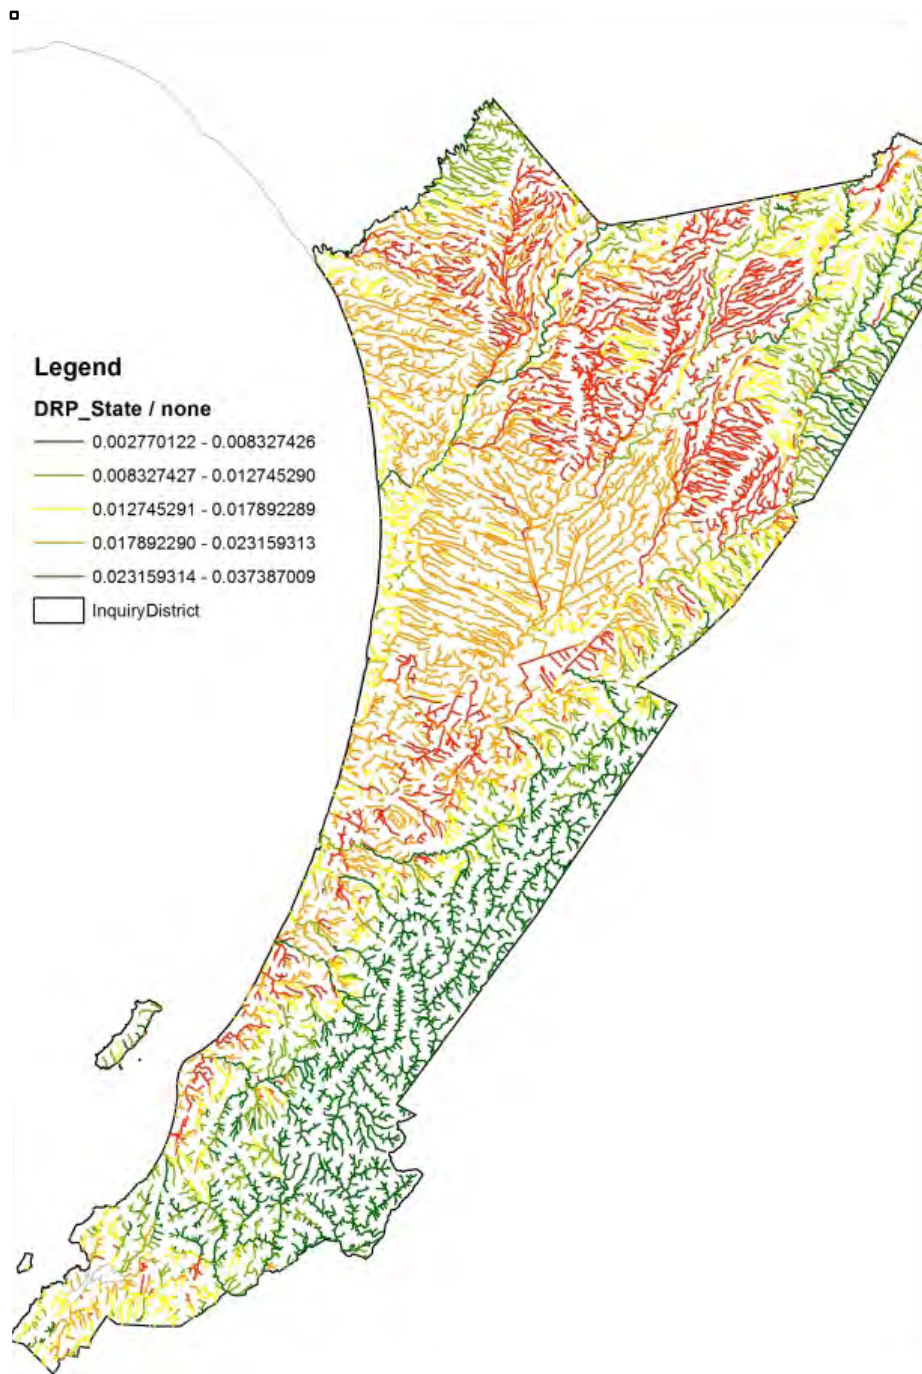 Legend
DRP_State / none
0.002770122 - 0.008327426
0.008327427 - 0.012745290
0.012745291 - 0.017892289
0.017892290 - 0.023159313
0.023159314 - 0.037387009
InquiryDistrict